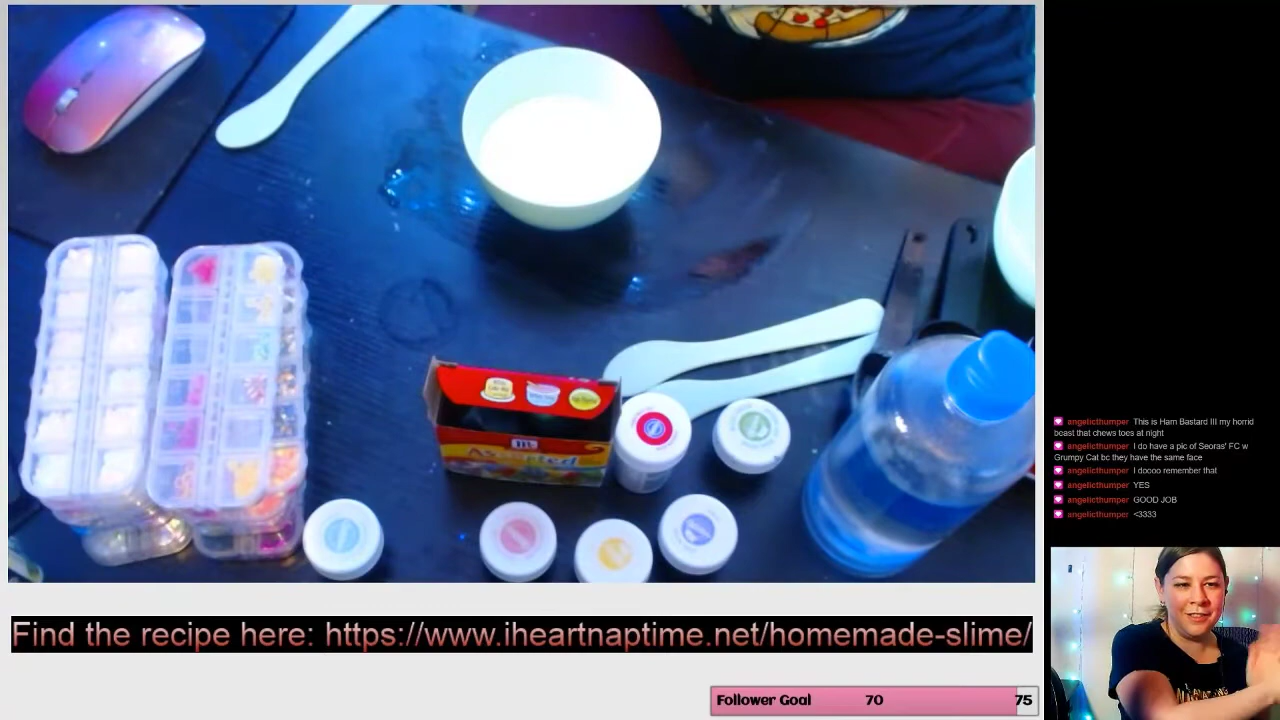 angelicthumper This is Ham Bastard III my horrid
beast that chews toes at night
angelicthumper I do have a pic of Seoras' FC w
Grumpy Cat bc they have the same face
angelicthumper I doooo remember that
angelicthumper YES
angelicthumper GOOD JOB
angelicthumper <3333
Assorted
Find the recipe here: https://www.iheartnaptime.net/homemade-slime/
Follower Goal 70 75